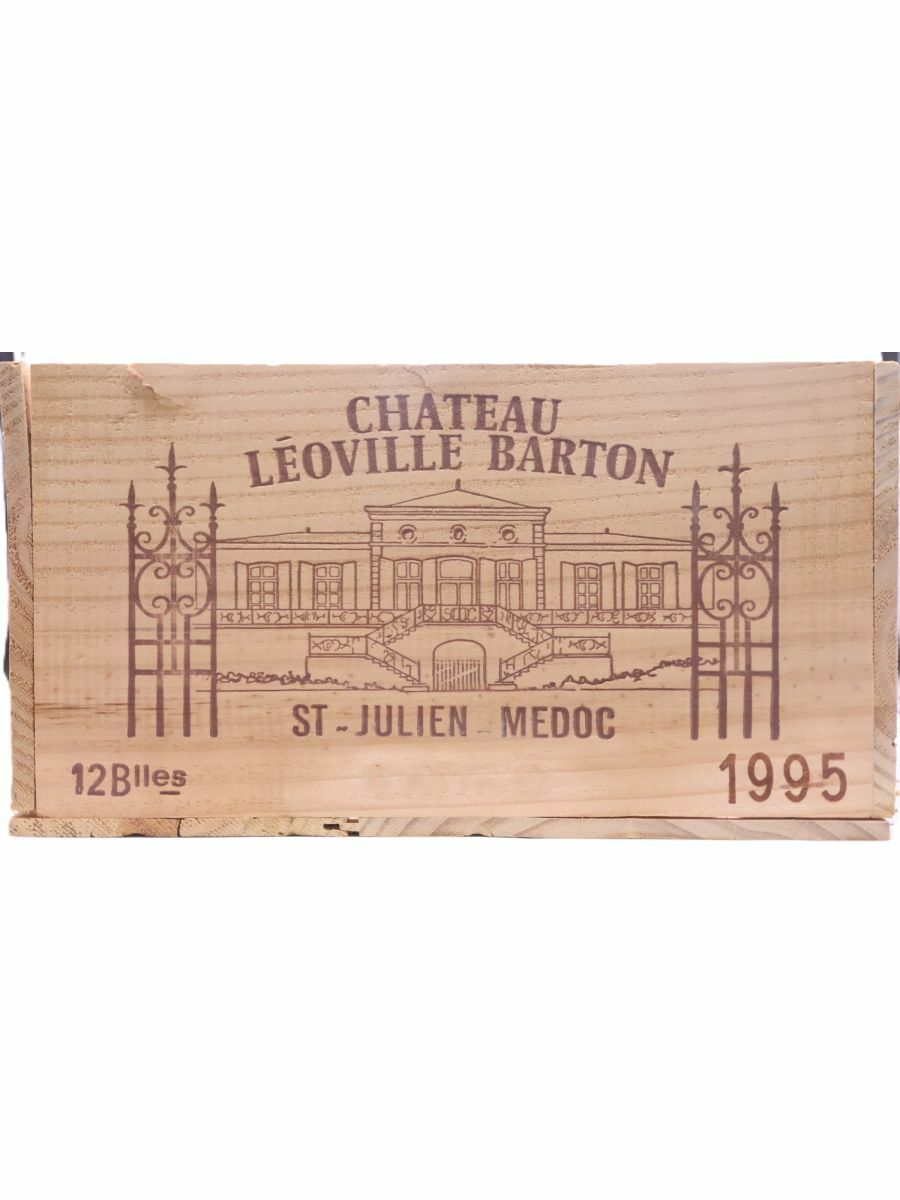 CHATEAU
LÉOVILLE BARTON
ST-JULIEN - MEDOC
12Blles
1995